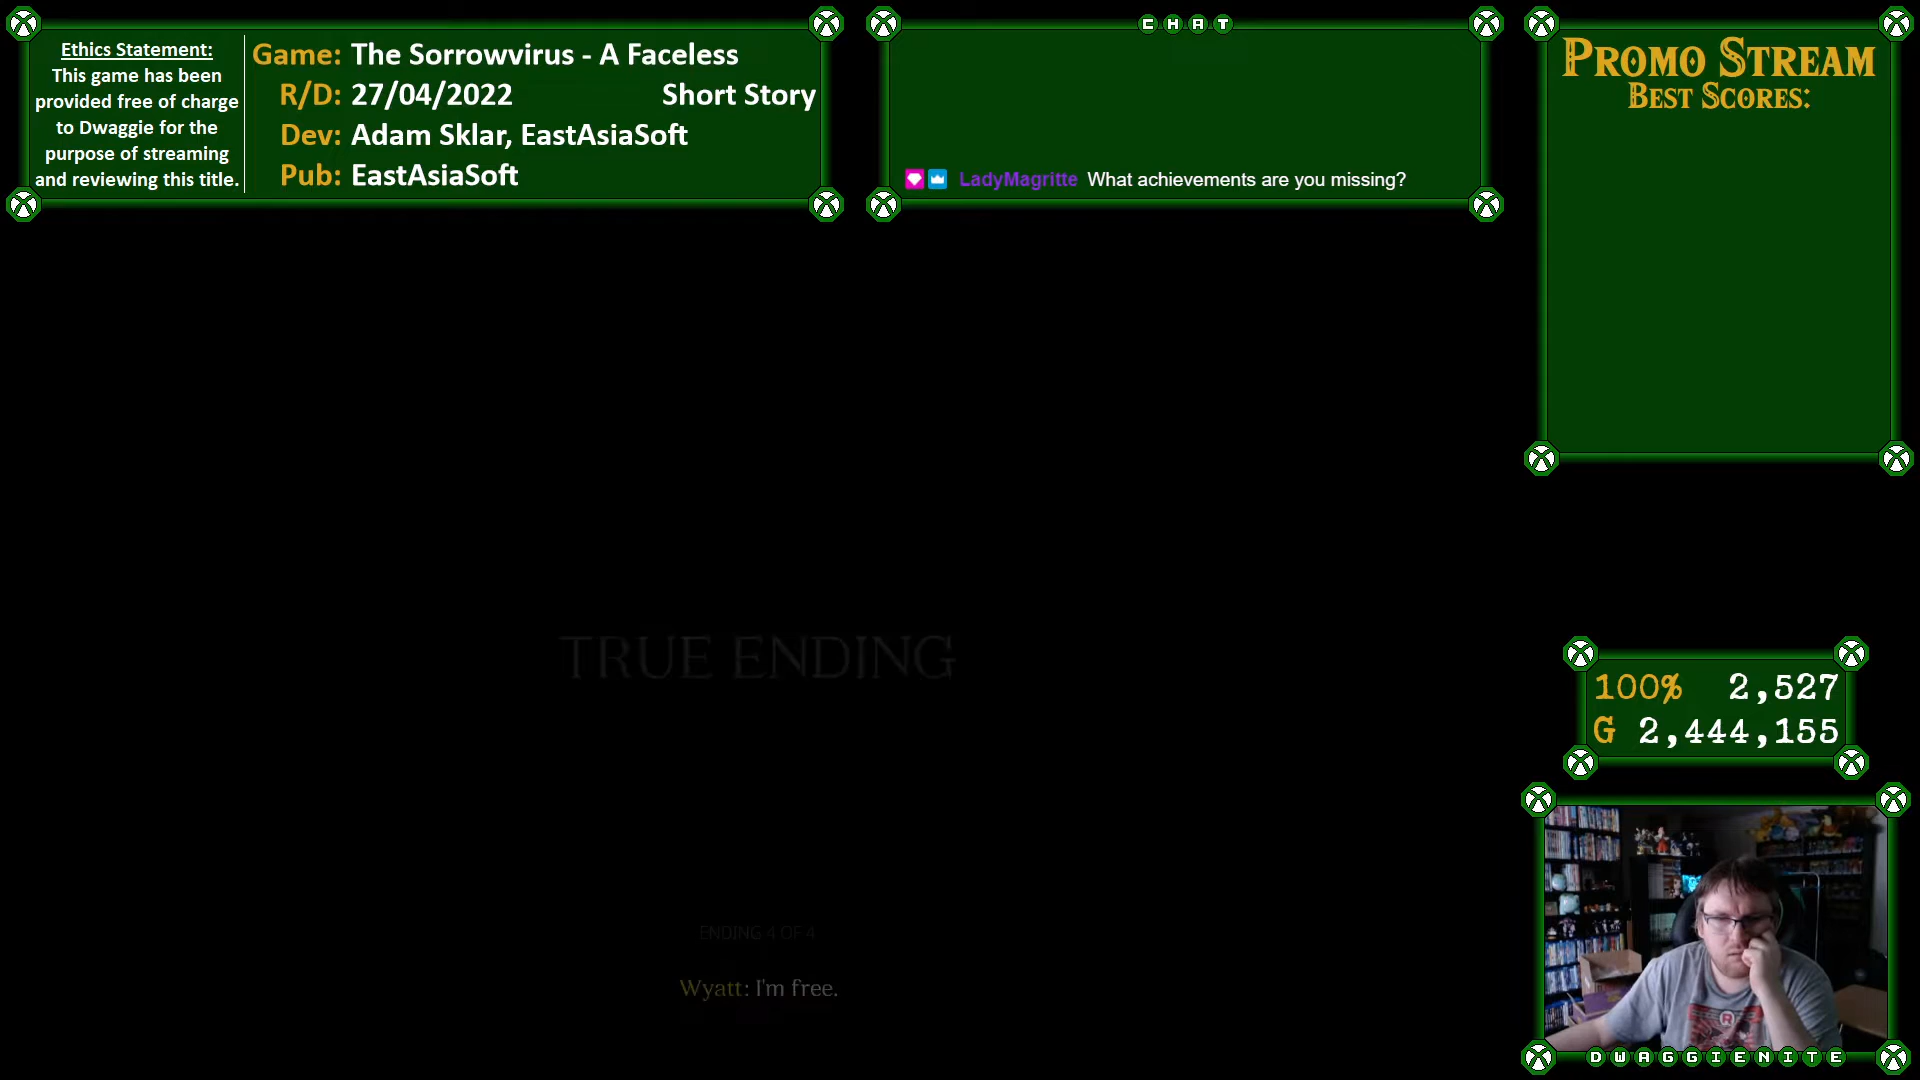 Ethics Statement:
This game has been
provided free of charge
to Dwaggie for the
purpose of streaming
and reviewing this title.
Game: The Sorrowvirus - A Faceless
R/D: 27/04/2022 Short Story
Dev: Adam Sklar, EastAsiaSoft
Pub: EastAsiaSoft
CHAT
LadyMagritte What achievements are you missing?
PROMO STREAM
BEST SCORES:
TRUE ENDING
ENDING 4 OF 4
Wyatt: I'm free.
100% 2,527
G 2,444,155
DWAGGIENITE